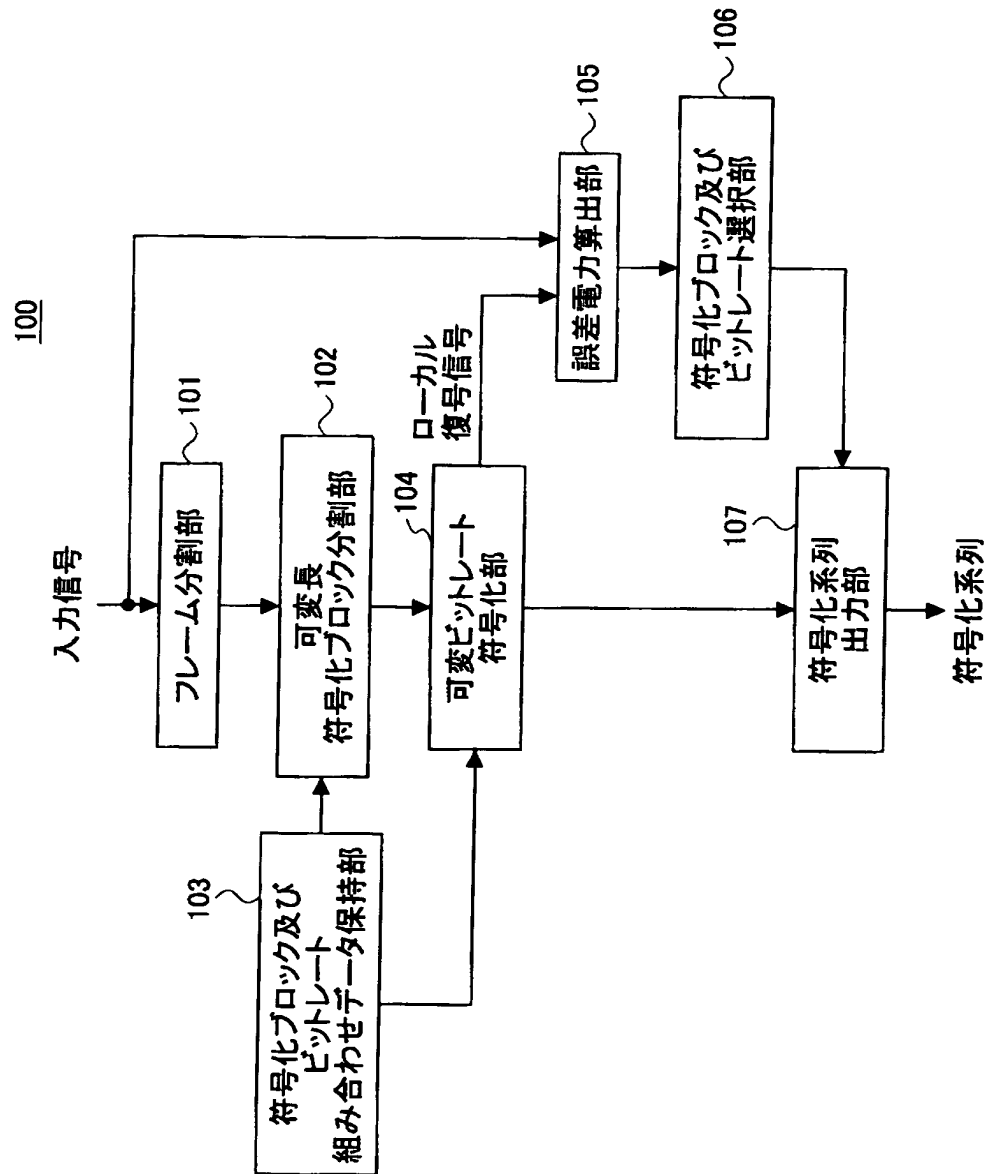 100
入力信号
フレーム分割部
101
可変長
符号化ブロック分割部
102
符号化ブロック及び
ビットレート
組み合わせデータ保持部
103
可変ビットレート
符号化部
104
ローカル
復号信号
誤差電力算出部
105
符号化ブロック及び
ビットレート選択部
106
符号化系列
出力部
107
符号化系列